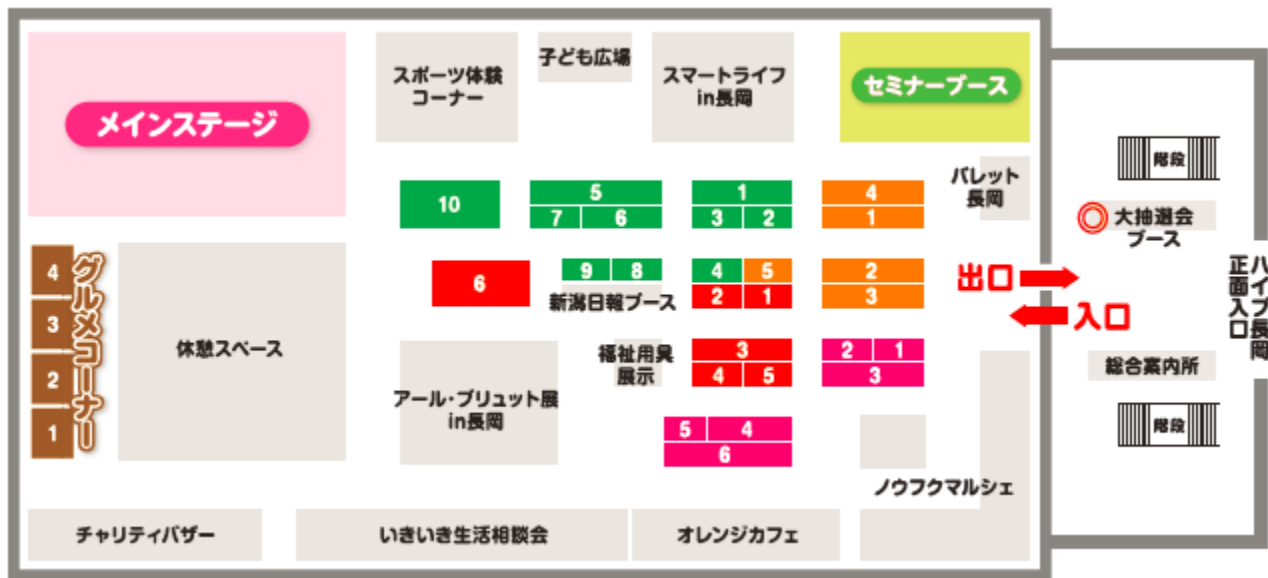 メインステージ
スポーツ体験
コーナー
子ども広場
スマートライフ
in長岡
セミナーブース
階段
パレット
長岡
大抽選会
ブース
10
5
7 6
1
3 2
4
1
グルメコーナー
4
3
2
1
休憩スペース
6
9 8
新潟日報ブース
4 5
2 1
2
3
出口
入口
ハイブ長岡
正面入口
アール・ブリュット展
in長岡
福祉用具
展示
3
4 5
2 1
3
総合案内所
階段
5 4
6
ノウフクマルシェ
チャリティバザー
いきいき生活相談会
オレンジカフェ